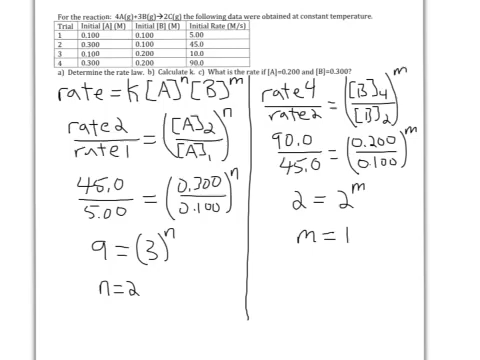 For the reaction: 4A(g)+3B(g)→2C(g) the following data were obtained at constant temperature.
Trial Initial [A] (M) Initial [B] (M) Initial Rate (M/s)
1 0.100 0.100 5.00
2 0.300 0.100 45.0
3 0.100 0.200 10.0
4 0.300 0.200 90.0
a) Determine the rate law. b) Calculate k. c) What is the rate if [A]=0.200 and [B]=0.300?
rate = k[A]^n [B]^m
rate2/rate1 = ([A]₂/[A]₁)^n
45.0/5.00 = (0.300/0.100)^n
9 = (3)^n
n=2
rate4/rate2 = ([B]₄/[B]₂)^m
90.0/45.0 = (0.200/0.100)^m
2 = 2^m
m = 1